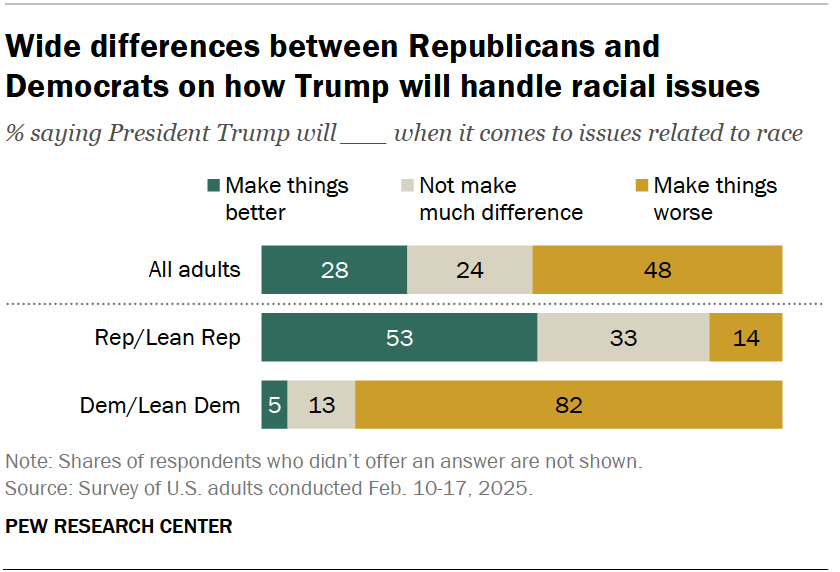 Wide differences between Republicans and
Democrats on how Trump will handle racial issues
% saying President Trump will ___ when it comes to issues related to race
Make things better
Not make much difference
Make things worse
All adults 28 24 48
Rep/Lean Rep 53 33 14
Dem/Lean Dem 5 13 82
Note: Shares of respondents who didn’t offer an answer are not shown.
Source: Survey of U.S. adults conducted Feb. 10-17, 2025.
PEW RESEARCH CENTER